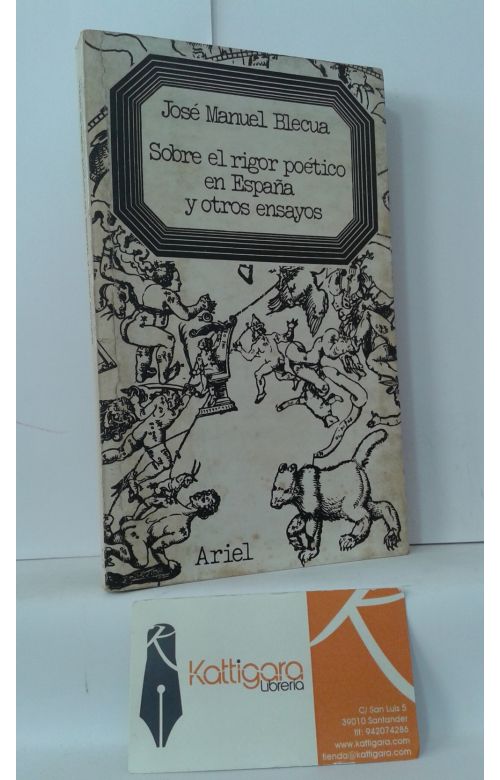 José Manuel Blecua
Sobre el rigor poético
en España
y otros ensayos
Ariel
Kattigara
Librería
C/ San Luis 5
39010 Santander
tlf: 942074286
www.kattigara.com
tienda@kattigara.com